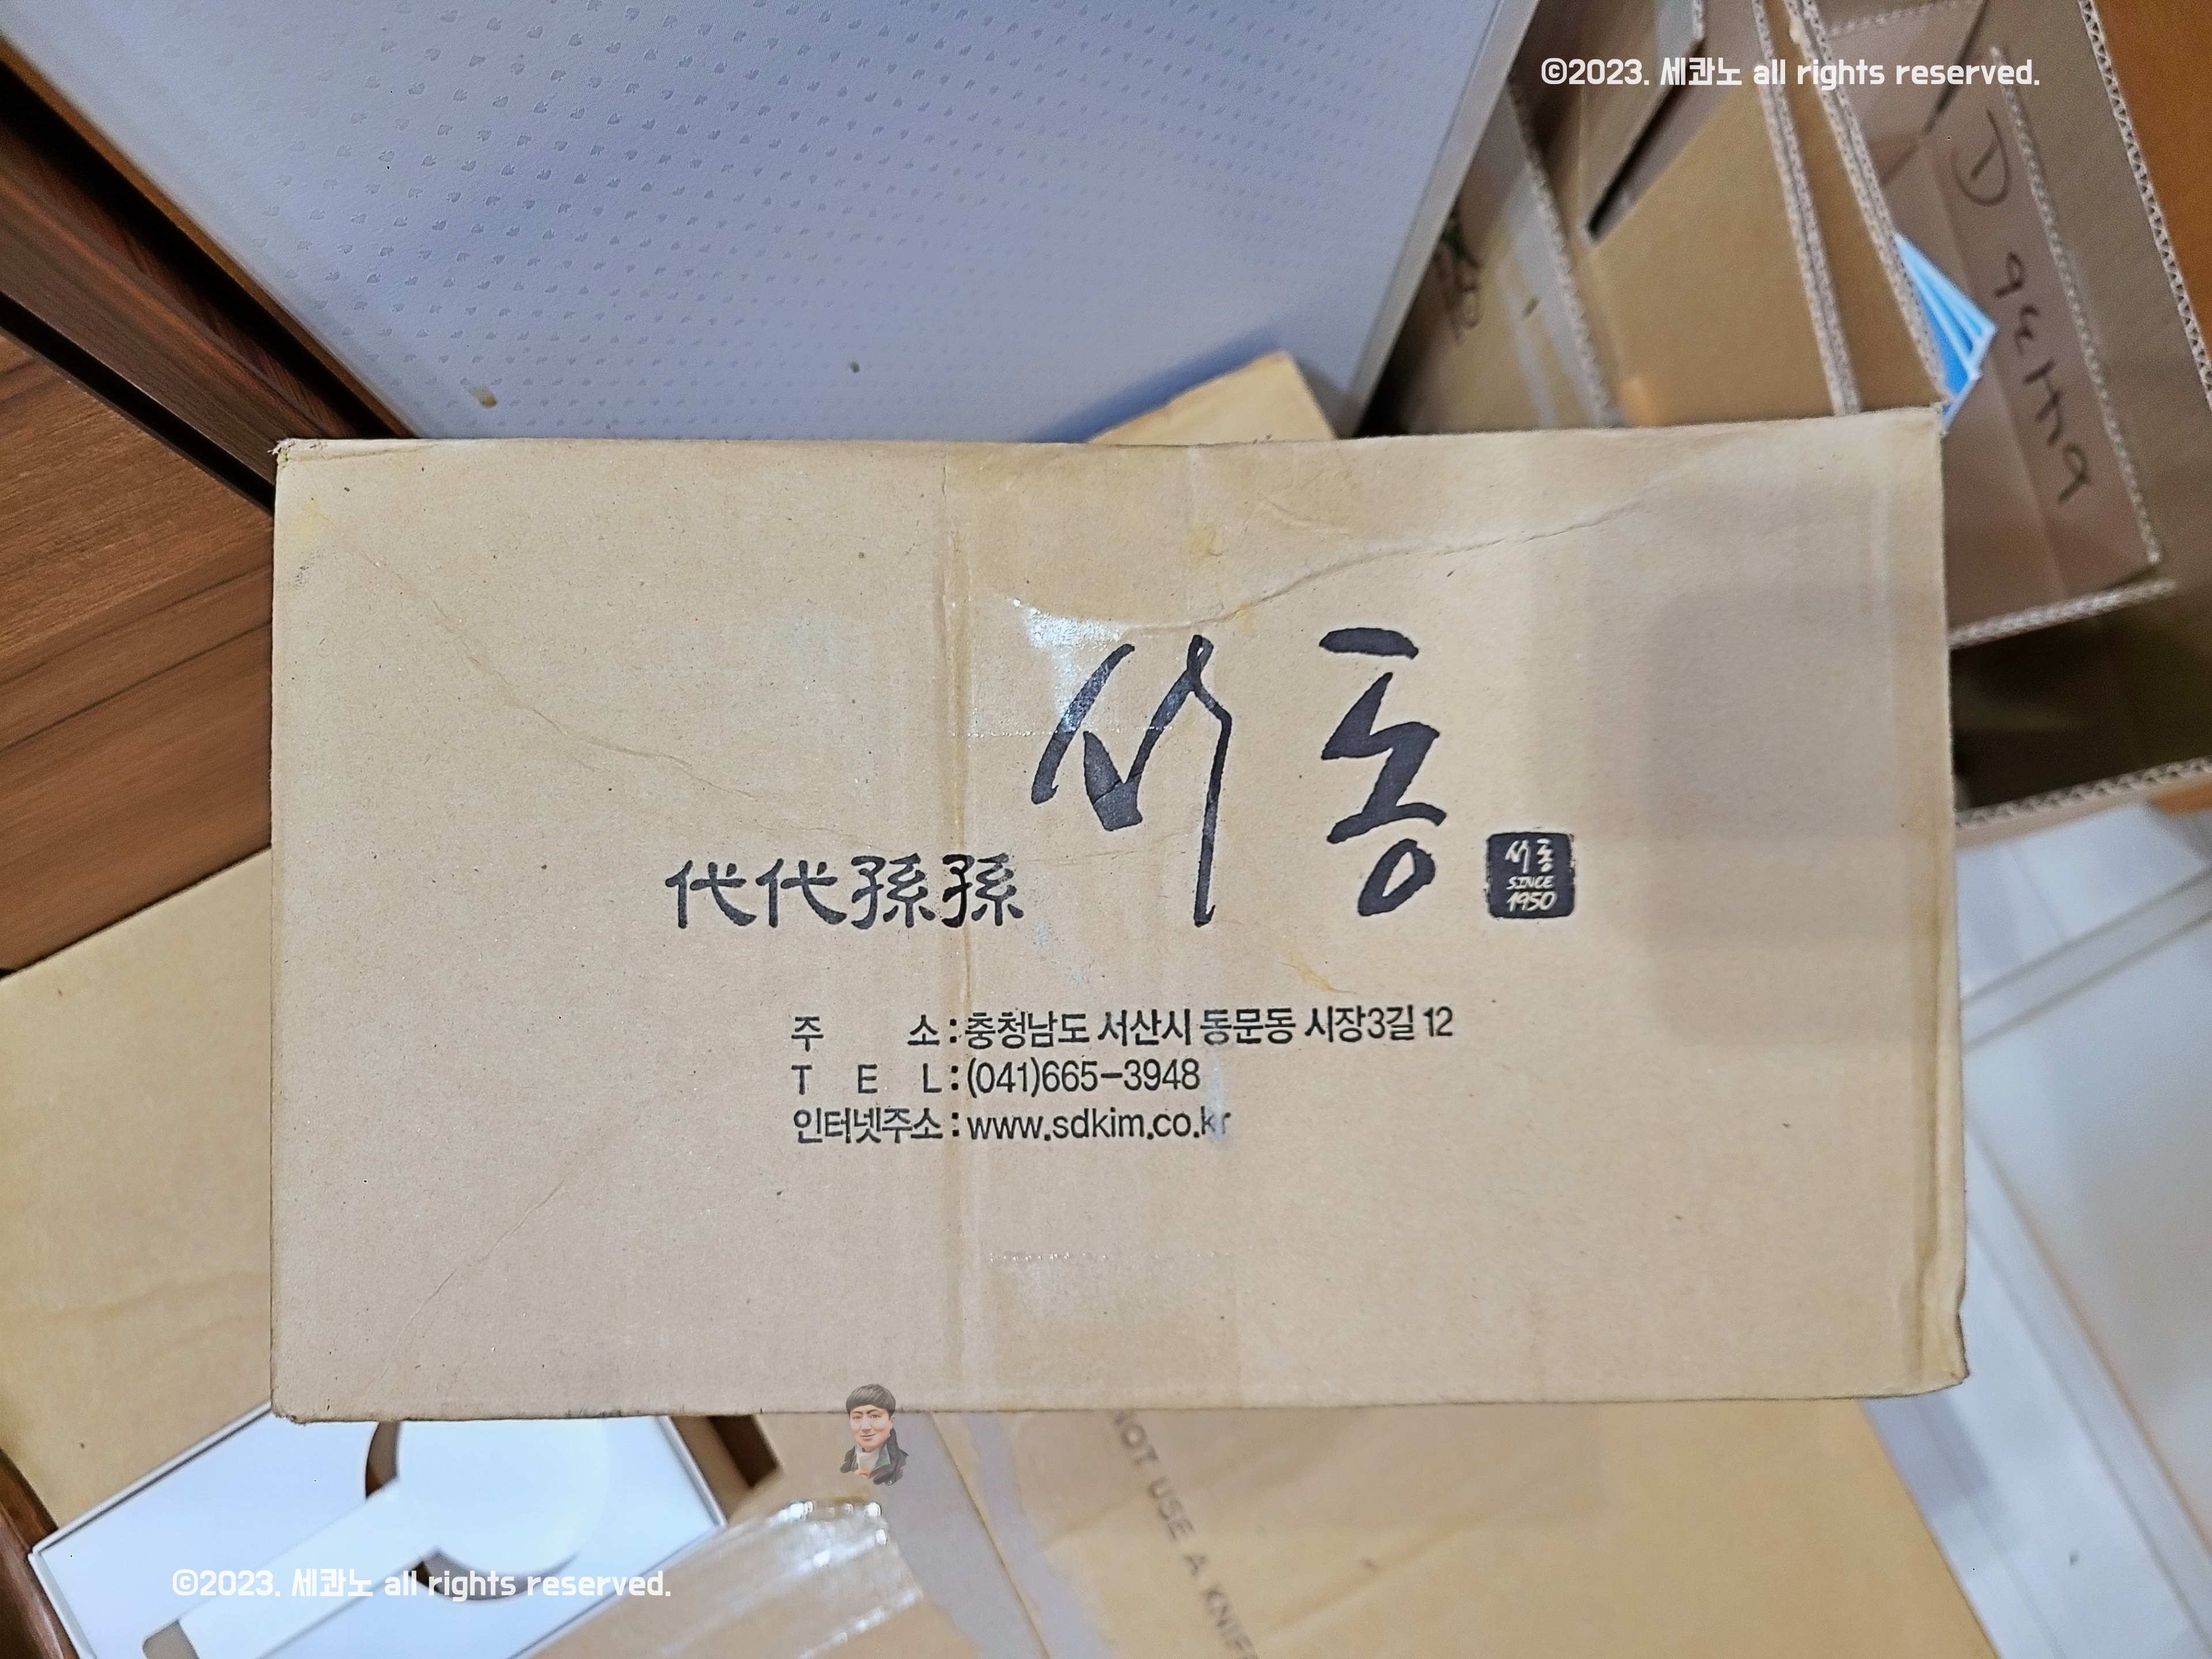 ©2023. 세콴노 all rights reserved.
代代孫孫 서동
서동
SINCE
1950
주 소 : 충청남도 서산시 동문동 시장3길 12
T E L : (041)665-3948
인터넷주소 : www.sdkim.co.kr
NOT USE A KNIF
©2023. 세콴노 all rights reserved.